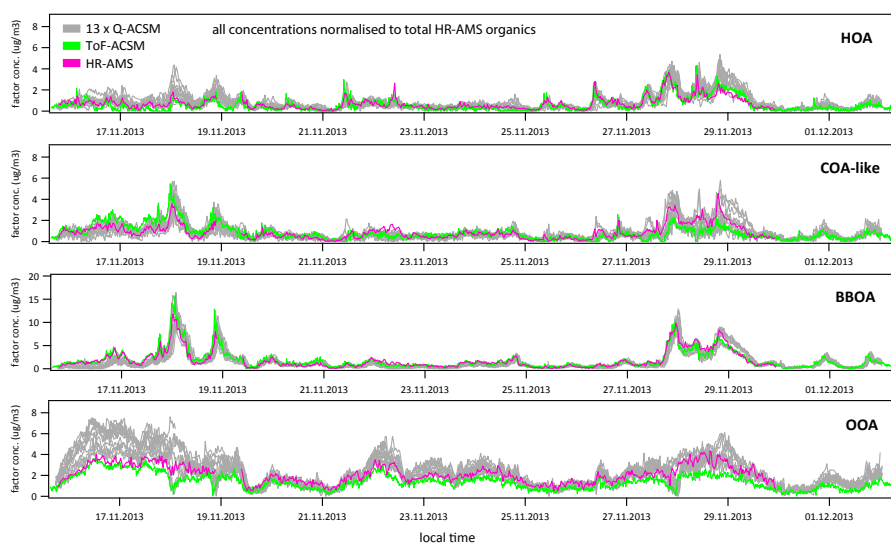 13 x Q-ACSM all concentrations normalised to total HR-AMS organics
ToF-ACSM
HR-AMS
HOA
factor conc. (ug/m3)
8
6
4
2
0
17.11.2013 19.11.2013 21.11.2013 23.11.2013 25.11.2013 27.11.2013 29.11.2013 01.12.2013
COA-like
factor conc. (ug/m3)
8
6
4
2
0
17.11.2013 19.11.2013 21.11.2013 23.11.2013 25.11.2013 27.11.2013 29.11.2013 01.12.2013
BBOA
factor conc. (ug/m3)
20
15
10
5
0
17.11.2013 19.11.2013 21.11.2013 23.11.2013 25.11.2013 27.11.2013 29.11.2013 01.12.2013
OOA
factor conc. (ug/m3)
8
6
4
2
0
17.11.2013 19.11.2013 21.11.2013 23.11.2013 25.11.2013 27.11.2013 29.11.2013 01.12.2013
local time